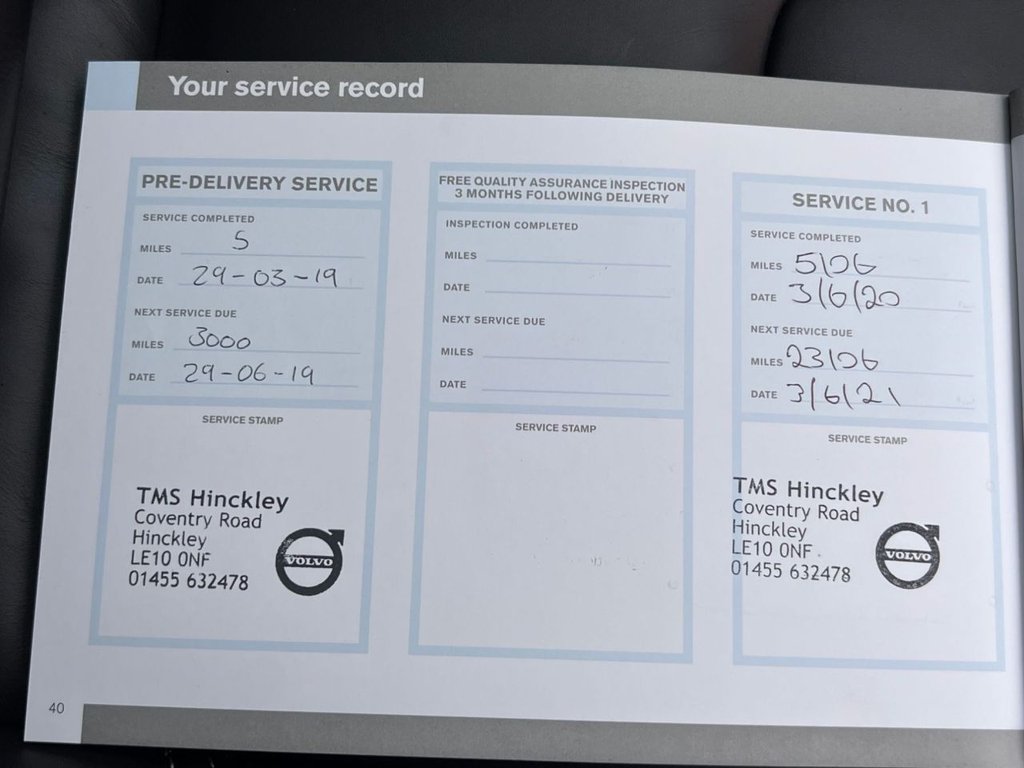 Your service record
PRE-DELIVERY SERVICE
SERVICE COMPLETED
MILES 5
DATE 29-03-19
NEXT SERVICE DUE
MILES 3000
DATE 29-06-19
SERVICE STAMP
TMS Hinckley
Coventry Road
Hinckley
LE10 0NF
01455 632478
VOLVO
FREE QUALITY ASSURANCE INSPECTION
3 MONTHS FOLLOWING DELIVERY
INSPECTION COMPLETED
MILES
DATE
NEXT SERVICE DUE
MILES
DATE
SERVICE STAMP
SERVICE NO. 1
SERVICE COMPLETED
MILES 5106
DATE 3/6/20
NEXT SERVICE DUE
MILES 23106
DATE 3/6/21
SERVICE STAMP
TMS Hinckley
Coventry Road
Hinckley
LE10 0NF
01455 632478
VOLVO
40